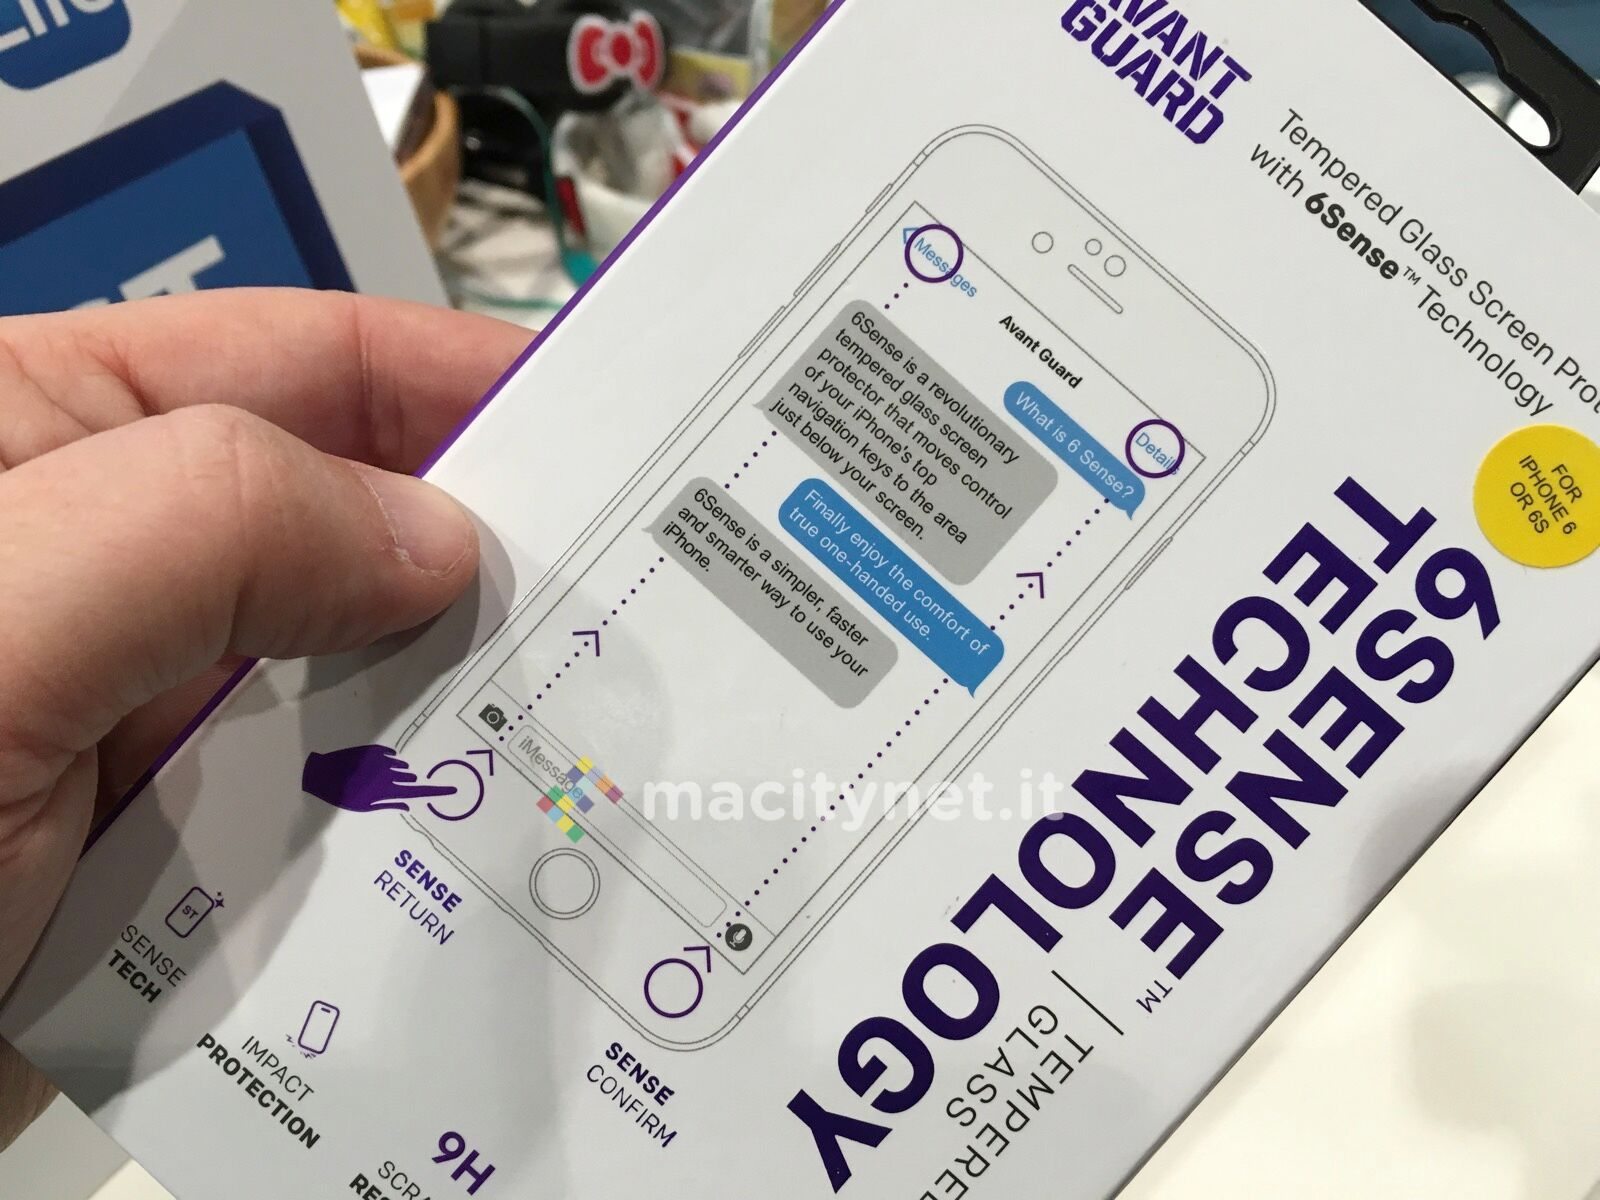 AVANT
GUARD
Tempered Glass Screen
with 6Sense™ Technology
FOR
IPHONE 6
OR 6S
Messages
Avant Guard
Details
What is 6 Sense?
6Sense is a revolutionary
tempered glass screen
protector that moves control
of your iPhone's top
navigation keys to the area
just below your screen.
Finally enjoy the comfort of
true one-handed use.
6Sense is a simpler, faster
and smarter way to use your
iPhone.
iMessage
macitynet.it
SENSE
RETURN
SENSE
CONFIRM
ST
SENSE
TECH
IMPACT
PROTECTION
9H
6SENSE™
TECHNOLOGY
TEMPERED
GLASS